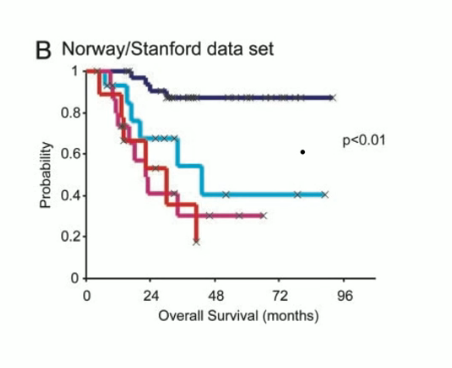 B Norway/Stanford data set
1
0.8
0.6
0.4
0.2
0
Probability
p<0.01
0 24 48 72 96
Overall Survival (months)